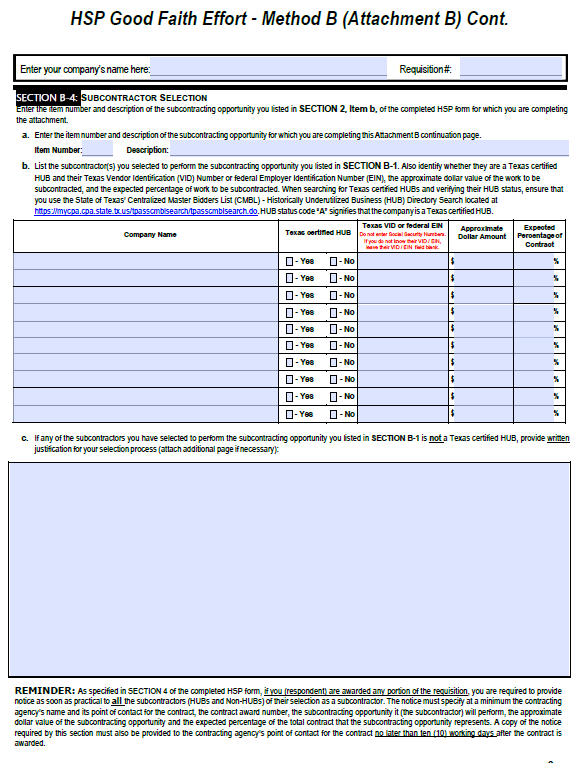 HSP Good Faith Effort - Method B (Attachment B) Cont.
Enter your company's name here: Requisition#:
SECTION B-4: SUBCONTRACTOR SELECTION
Enter the item number and description of the subcontracting opportunity you listed in SECTION 2, Item b, of the completed HSP form for which you are completing
the attachment.
a. Enter the item number and description of the subcontracting opportunity for which you are completing this Attachment B continuation page.
Item Number: Description:
b. List the subcontractor(s) you selected to perform the subcontracting opportunity you listed in SECTION B-1. Also identify whether they are a Texas certified
HUB and their Texas Vendor Identification (VID) Number or federal Employer Identification Number (EIN), the approximate dollar value of the work to be
subcontracted, and the expected percentage of work to be subcontracted. When searching for Texas certified HUBs and verifying their HUB status, ensure that
you use the State of Texas' Centralized Master Bidders List (CMBL) - Historically Underutilized Business (HUB) Directory Search located at
https://mycpa.cpa.state.tx.us/tpasscmblsearch/tpasscmblsearch.do. HUB status code "A" signifies that the company is a Texas certified HUB.
Company Name
Texas certified HUB
Texas VID or federal EIN
Do not enter Social Security Numbers.
If you do not know their VID / EIN,
leave their VID / EIN field blank.
Approximate
Dollar Amount
Expected
Percentage of
Contract
- Yes - No $ %
- Yes - No $ %
- Yes - No $ %
- Yes - No $ %
- Yes - No $ %
- Yes - No $ %
- Yes - No $ %
- Yes - No $ %
- Yes - No $ %
- Yes - No $ %
c. If any of the subcontractors you have selected to perform the subcontracting opportunity you listed in SECTION B-1 is not a Texas certified HUB, provide written
justification for your selection process (attach additional page if necessary):
REMINDER: As specified in SECTION 4 of the completed HSP form, if you (respondent) are awarded any portion of the requisition, you are required to provide
notice as soon as practical to all the subcontractors (HUBs and Non-HUBs) of their selection as a subcontractor. The notice must specify at a minimum the contracting
agency's name and its point of contact for the contract, the contract award number, the subcontracting opportunity it (the subcontractor) will perform, the approximate
dollar value of the subcontracting opportunity and the expected percentage of the total contract that the subcontracting opportunity represents. A copy of the notice
required by this section must also be provided to the contracting agency's point of contact for the contract no later than ten (10) working days after the contract is
awarded.